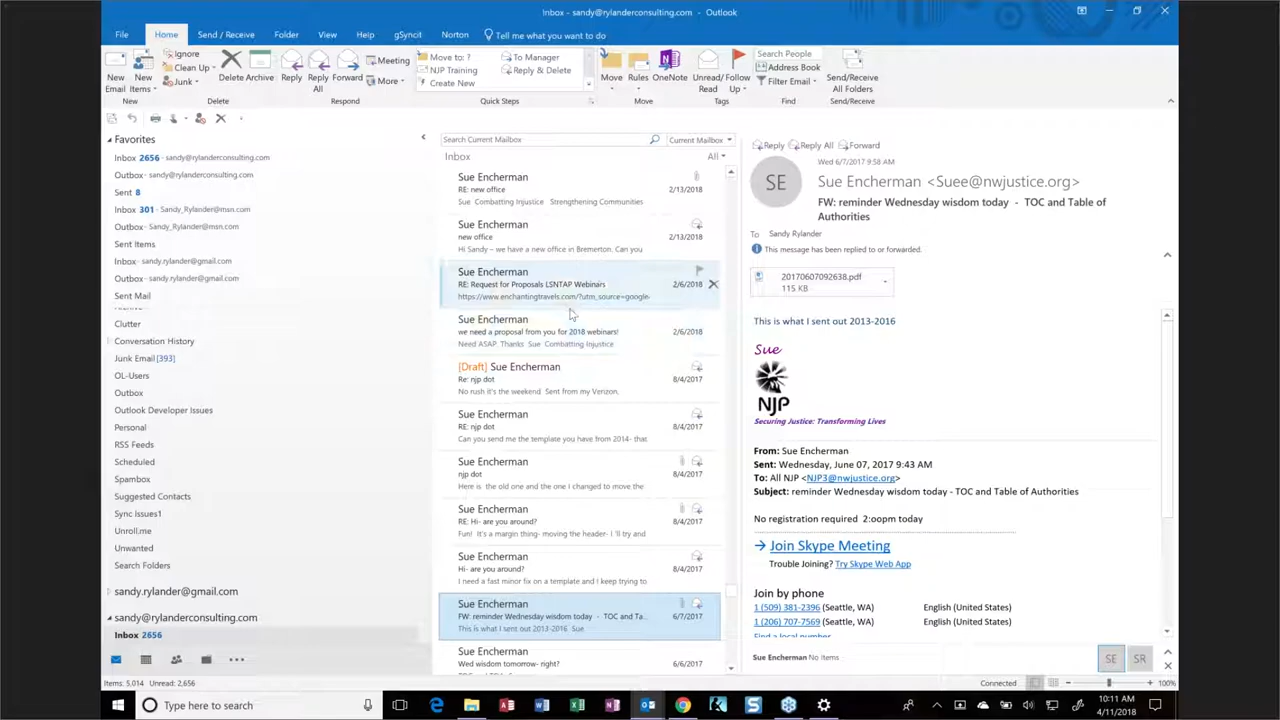 Inbox - sandy@rylanderconsulting.com - Outlook
File Home Send / Receive Folder View Help gSyncit Norton Tell me what you want to do
New Email
New Items
New
Ignore
Clean Up
Junk
Delete Archive
Delete
Reply
Reply All
Forward
Meeting
More
Respond
Move to: ?
NJP Training
To Manager
Reply & Delete
Create New
Quick Steps
Move
Rules
OneNote
Move
Unread/ Read
Follow Up
Tags
Search People
Address Book
Filter Email
Find
Send/Receive All Folders
Send/Receive
Favorites
Inbox 2656 - sandy@rylanderconsulting.com
Outbox - sandy@rylanderconsulting.com
Sent 8
Inbox 301 - Sandy_Rylander@msn.com
Outbox - Sandy_Rylander@msn.com
Sent Items
Inbox - sandy.rylander@gmail.com
Outbox - sandy.rylander@gmail.com
Sent Mail
Clutter
Conversation History
Junk Email [393]
OL-Users
Outbox
Outlook Developer Issues
Personal
RSS Feeds
Scheduled
Spambox
Suggested Contacts
Sync Issues1
Unroll.me
Unwanted
Search Folders
sandy.rylander@gmail.com
sandy@rylanderconsulting.com
Inbox 2656
Items: 5,014 Unread: 2,656
Search Current Mailbox
Current Mailbox
Inbox
All
Sue Encherman
RE: new office 2/13/2018
Sue Combatting Injustice Strengthening Communities
Sue Encherman
new office 2/13/2018
Hi Sandy – we have a new office in Bremerton. Can you
Sue Encherman
RE: Request for Proposals LSNTAP Webinars 2/6/2018
https://www.enchantingtravels.com/?utm_source=google-
Sue Encherman
we need a proposal from you for 2018 webinars! 2/6/2018
Need ASAP. Thanks Sue Combatting Injustice
[Draft] Sue Encherman
Re: njp dot 8/4/2017
No rush it's the weekend Sent from my Verizon,
Sue Encherman
RE: njp dot 8/4/2017
Can you send me the template you have from 2014- that
Sue Encherman
njp dot 8/4/2017
Here is the old one and the one I changed to move the
Sue Encherman
RE: Hi- are you around? 8/4/2017
Fun! It's a margin thing- moving the header- I 'll try and
Sue Encherman
Hi- are you around? 8/4/2017
I need a fast minor fix on a template and I keep trying to
Sue Encherman
FW: reminder Wednesday wisdom today - TOC and Ta... 6/7/2017
This is what I sent out 2013-2016 Sue
Sue Encherman
Wed wisdom tomorrow- right? 6/6/2017
Reply Reply All Forward
Wed 6/7/2017 9:58 AM
SE
Sue Encherman <Suee@nwjustice.org>
FW: reminder Wednesday wisdom today - TOC and Table of
Authorities
To Sandy Rylander
This message has been replied to or forwarded.
20170607092638.pdf
115 KB
This is what I sent out 2013-2016
Sue
NJP
Securing Justice: Transforming Lives
From: Sue Encherman
Sent: Wednesday, June 07, 2017 9:43 AM
To: All NJP <NJP3@nwjustice.org>
Subject: reminder Wednesday wisdom today - TOC and Table of Authorities
No registration required 2:oopm today
→ Join Skype Meeting
Trouble Joining? Try Skype Web App
Join by phone
1 (509) 381-2396 (Seattle, WA) English (United States)
1 (206) 707-7569 (Seattle, WA) English (United States)
Find a local number
Sue Encherman No Items
SE SR
Connected
100%
Type here to search
10:11 AM
4/11/2018